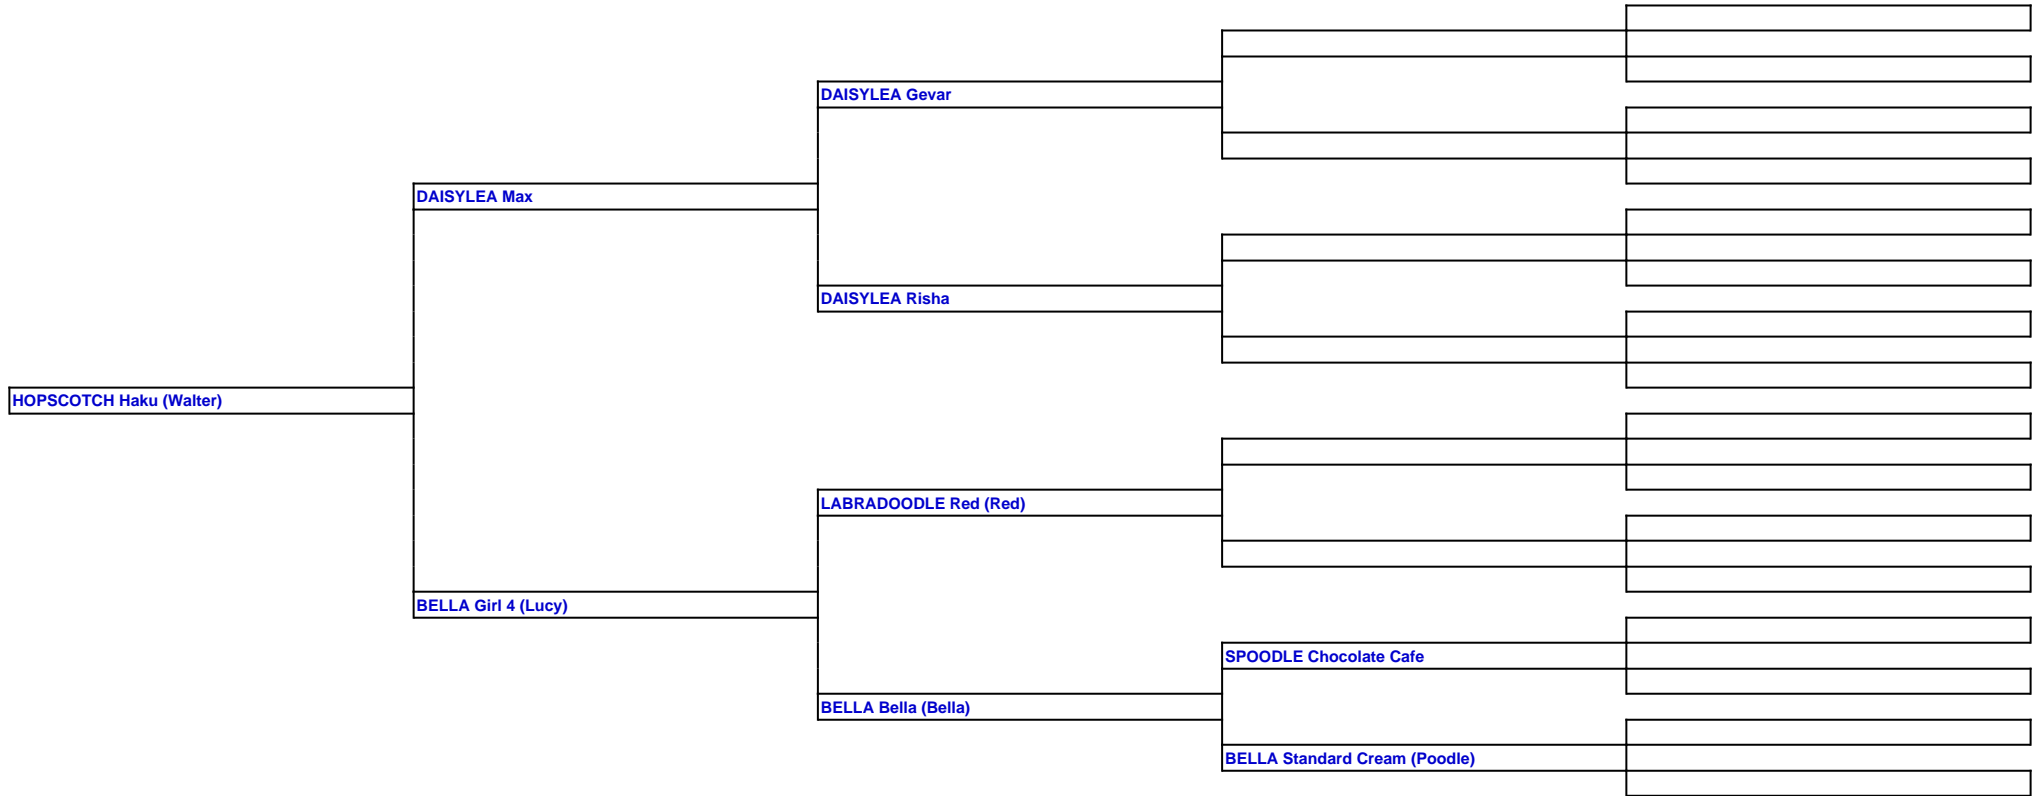 DAISYLEA Gevar
DAISYLEA Max
DAISYLEA Risha
HOPSCOTCH Haku (Walter)
LABRADOODLE Red (Red)
BELLA Girl 4 (Lucy)
SPOODLE Chocolate Cafe
BELLA Bella (Bella)
BELLA Standard Cream (Poodle)